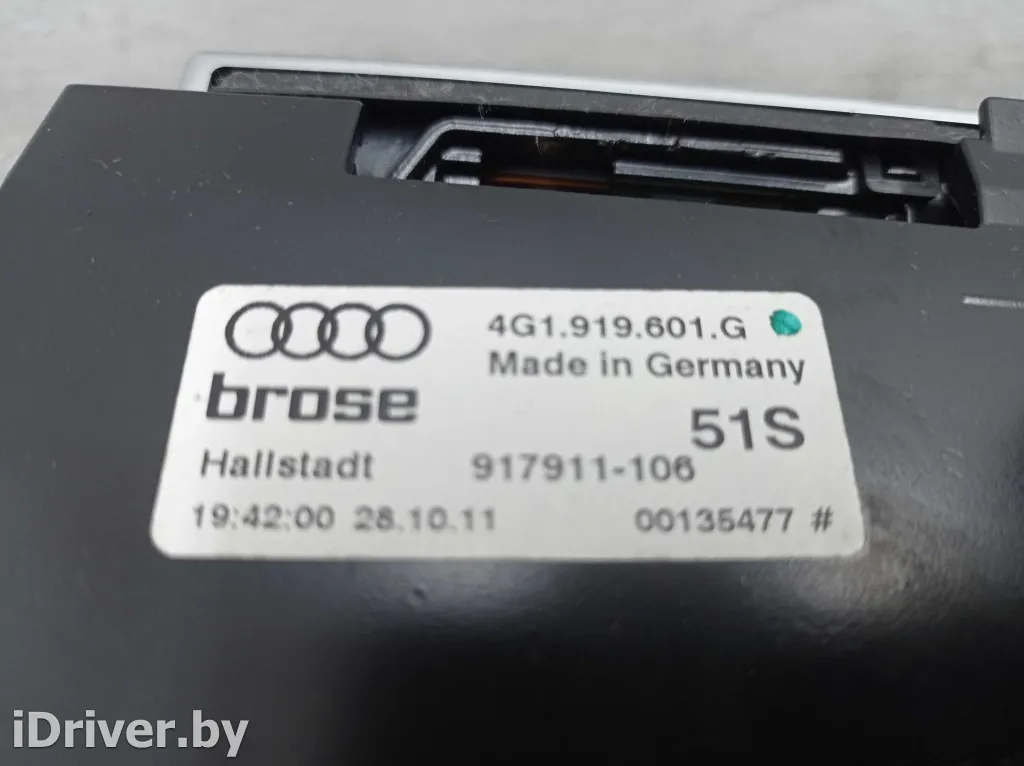 4G1.919.601.G
Made in Germany
brose
51S
Hallstadt 917911-106
19:42:00 28.10.11 00135477 #
iDriver.by